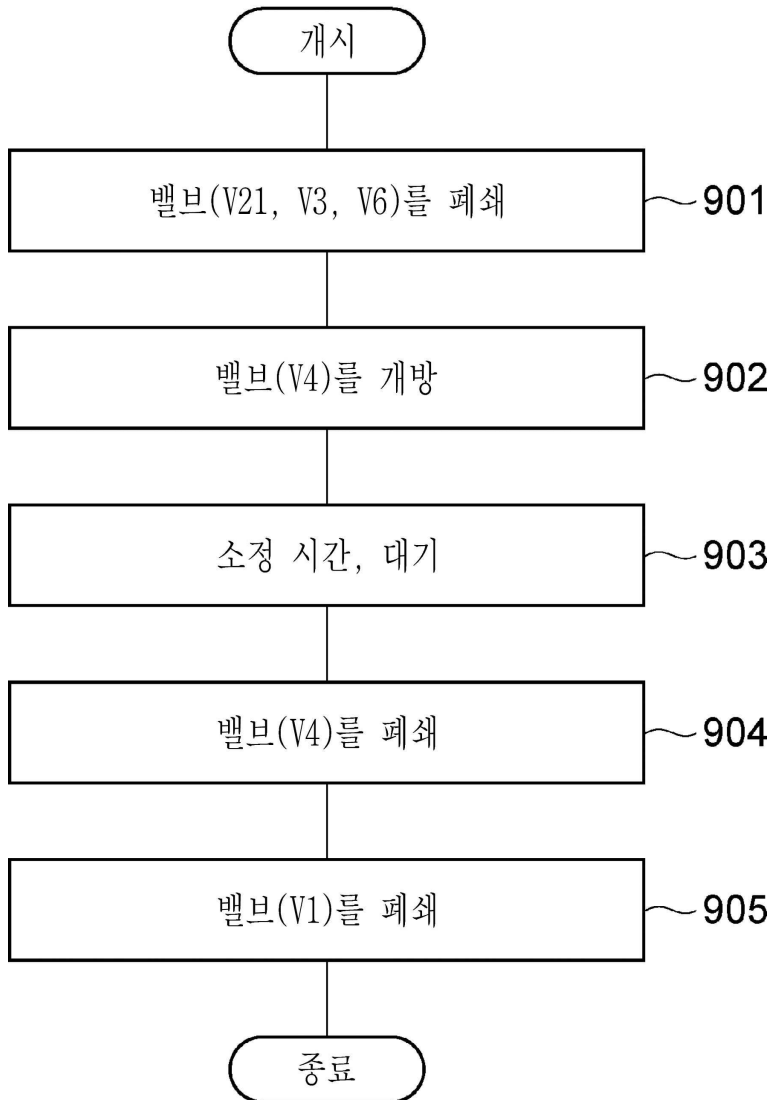 개시
밸브(V21, V3, V6)를 폐쇄
901
밸브(V4)를 개방
902
소정 시간, 대기
903
밸브(V4)를 폐쇄
904
밸브(V1)를 폐쇄
905
종료